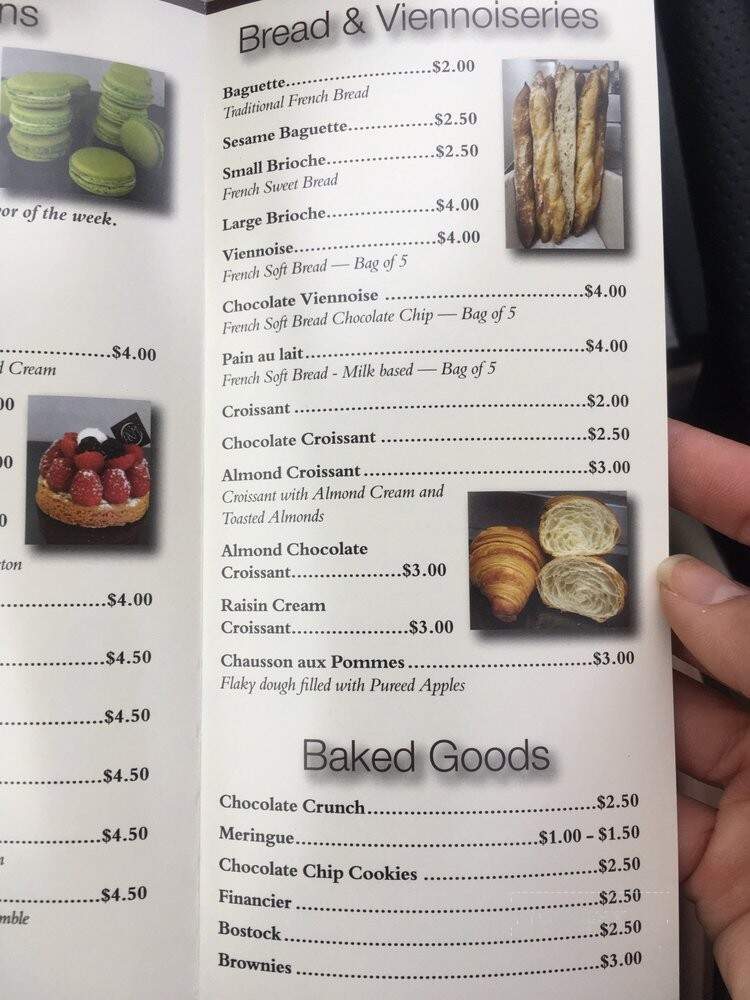 ns
or of the week.
..................$4.00
d Cream
00
00
0
ton
..................$4.00
..................$4.50
..................$4.50
..................$4.50
..................$4.50
..................$4.50
mble
Bread & Viennoiseries
Baguette..................$2.00
Traditional French Bread
Sesame Baguette..................$2.50
Small Brioche..................$2.50
French Sweet Bread
Large Brioche..................$4.00
Viennoise..................$4.00
French Soft Bread — Bag of 5
Chocolate Viennoise ..................$4.00
French Soft Bread Chocolate Chip — Bag of 5
Pain au lait..................$4.00
French Soft Bread - Milk based — Bag of 5
Croissant ..................$2.00
Chocolate Croissant ..................$2.50
Almond Croissant..................$3.00
Croissant with Almond Cream and
Toasted Almonds
Almond Chocolate
Croissant..................$3.00
Raisin Cream
Croissant..................$3.00
Chausson aux Pommes..................$3.00
Flaky dough filled with Pureed Apples
Baked Goods
Chocolate Crunch..................$2.50
Meringue..................$1.00 – $1.50
Chocolate Chip Cookies ..................$2.50
Financier ..................$2.50
Bostock..................$2.50
Brownies ..................$3.00